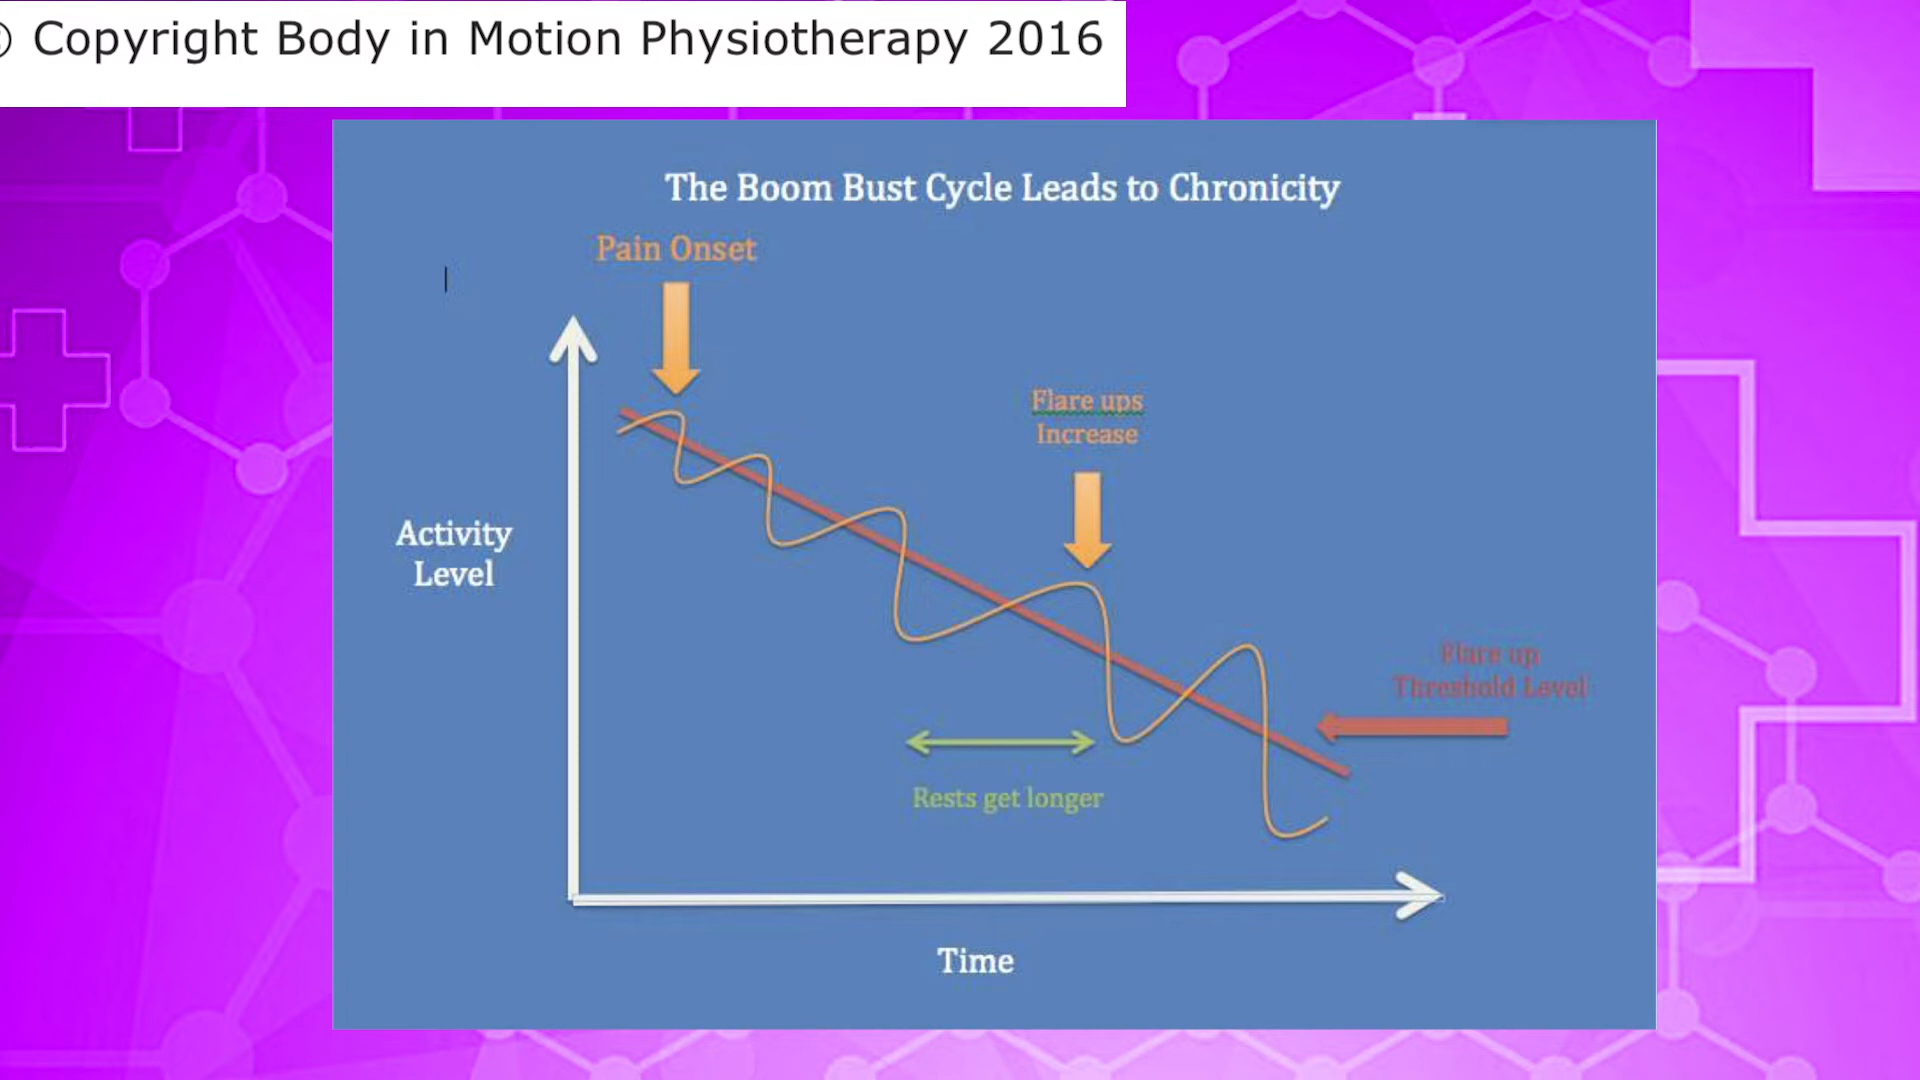 © Copyright Body in Motion Physiotherapy 2016
The Boom Bust Cycle Leads to Chronicity
Pain Onset
Flare ups
Increase
Activity
Level
Flare up
Threshold Level
Rests get longer
Time